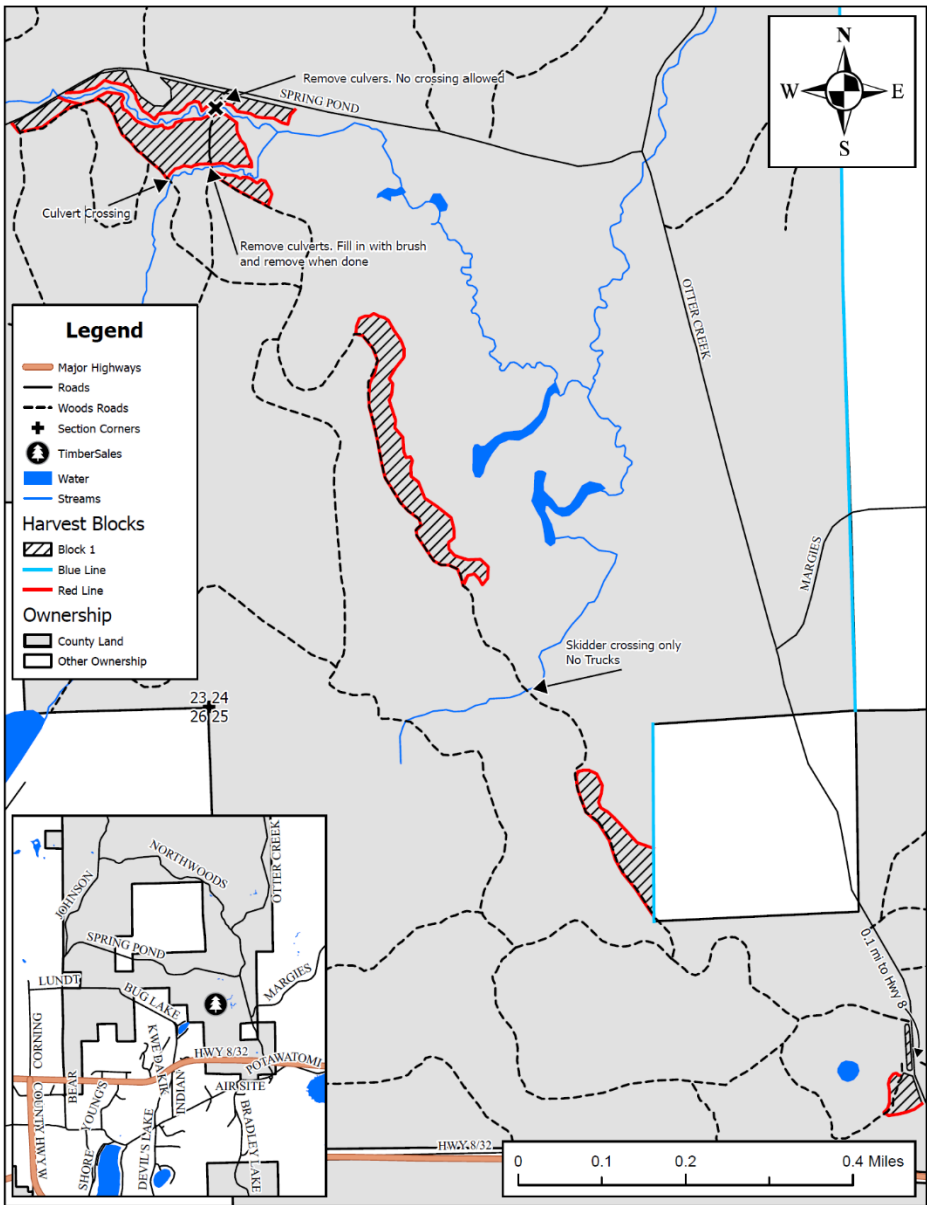 N
W
E
S
Remove culvers. No crossing allowed
SPRING POND
Culvert Crossing
Remove culverts. Fill in with brush
and remove when done
OTTER CREEK
MARGIES
Legend
Major Highways
Roads
Woods Roads
Section Corners
TimberSales
Water
Streams
Harvest Blocks
Block 1
Blue Line
Red Line
Ownership
County Land
Other Ownership
Skidder crossing only
No Trucks
23 24
26 25
0.1 mi to Hwy 8
NORTHWOODS
OTTER CREEK
JOHNSON
SPRING POND
LUNDT
BUG LAKE
MARGIES
CORNING
KWEDAKIK
HWY 8/32
POTAWATOMI
BEAR
YOUNG'S
INDIAN
AIRSITE
COUNTY HWY W
SHORE
DEVIL'S LAKE
BRADLEY LAKE
HWY 8/32
0 0.1 0.2 0.4 Miles